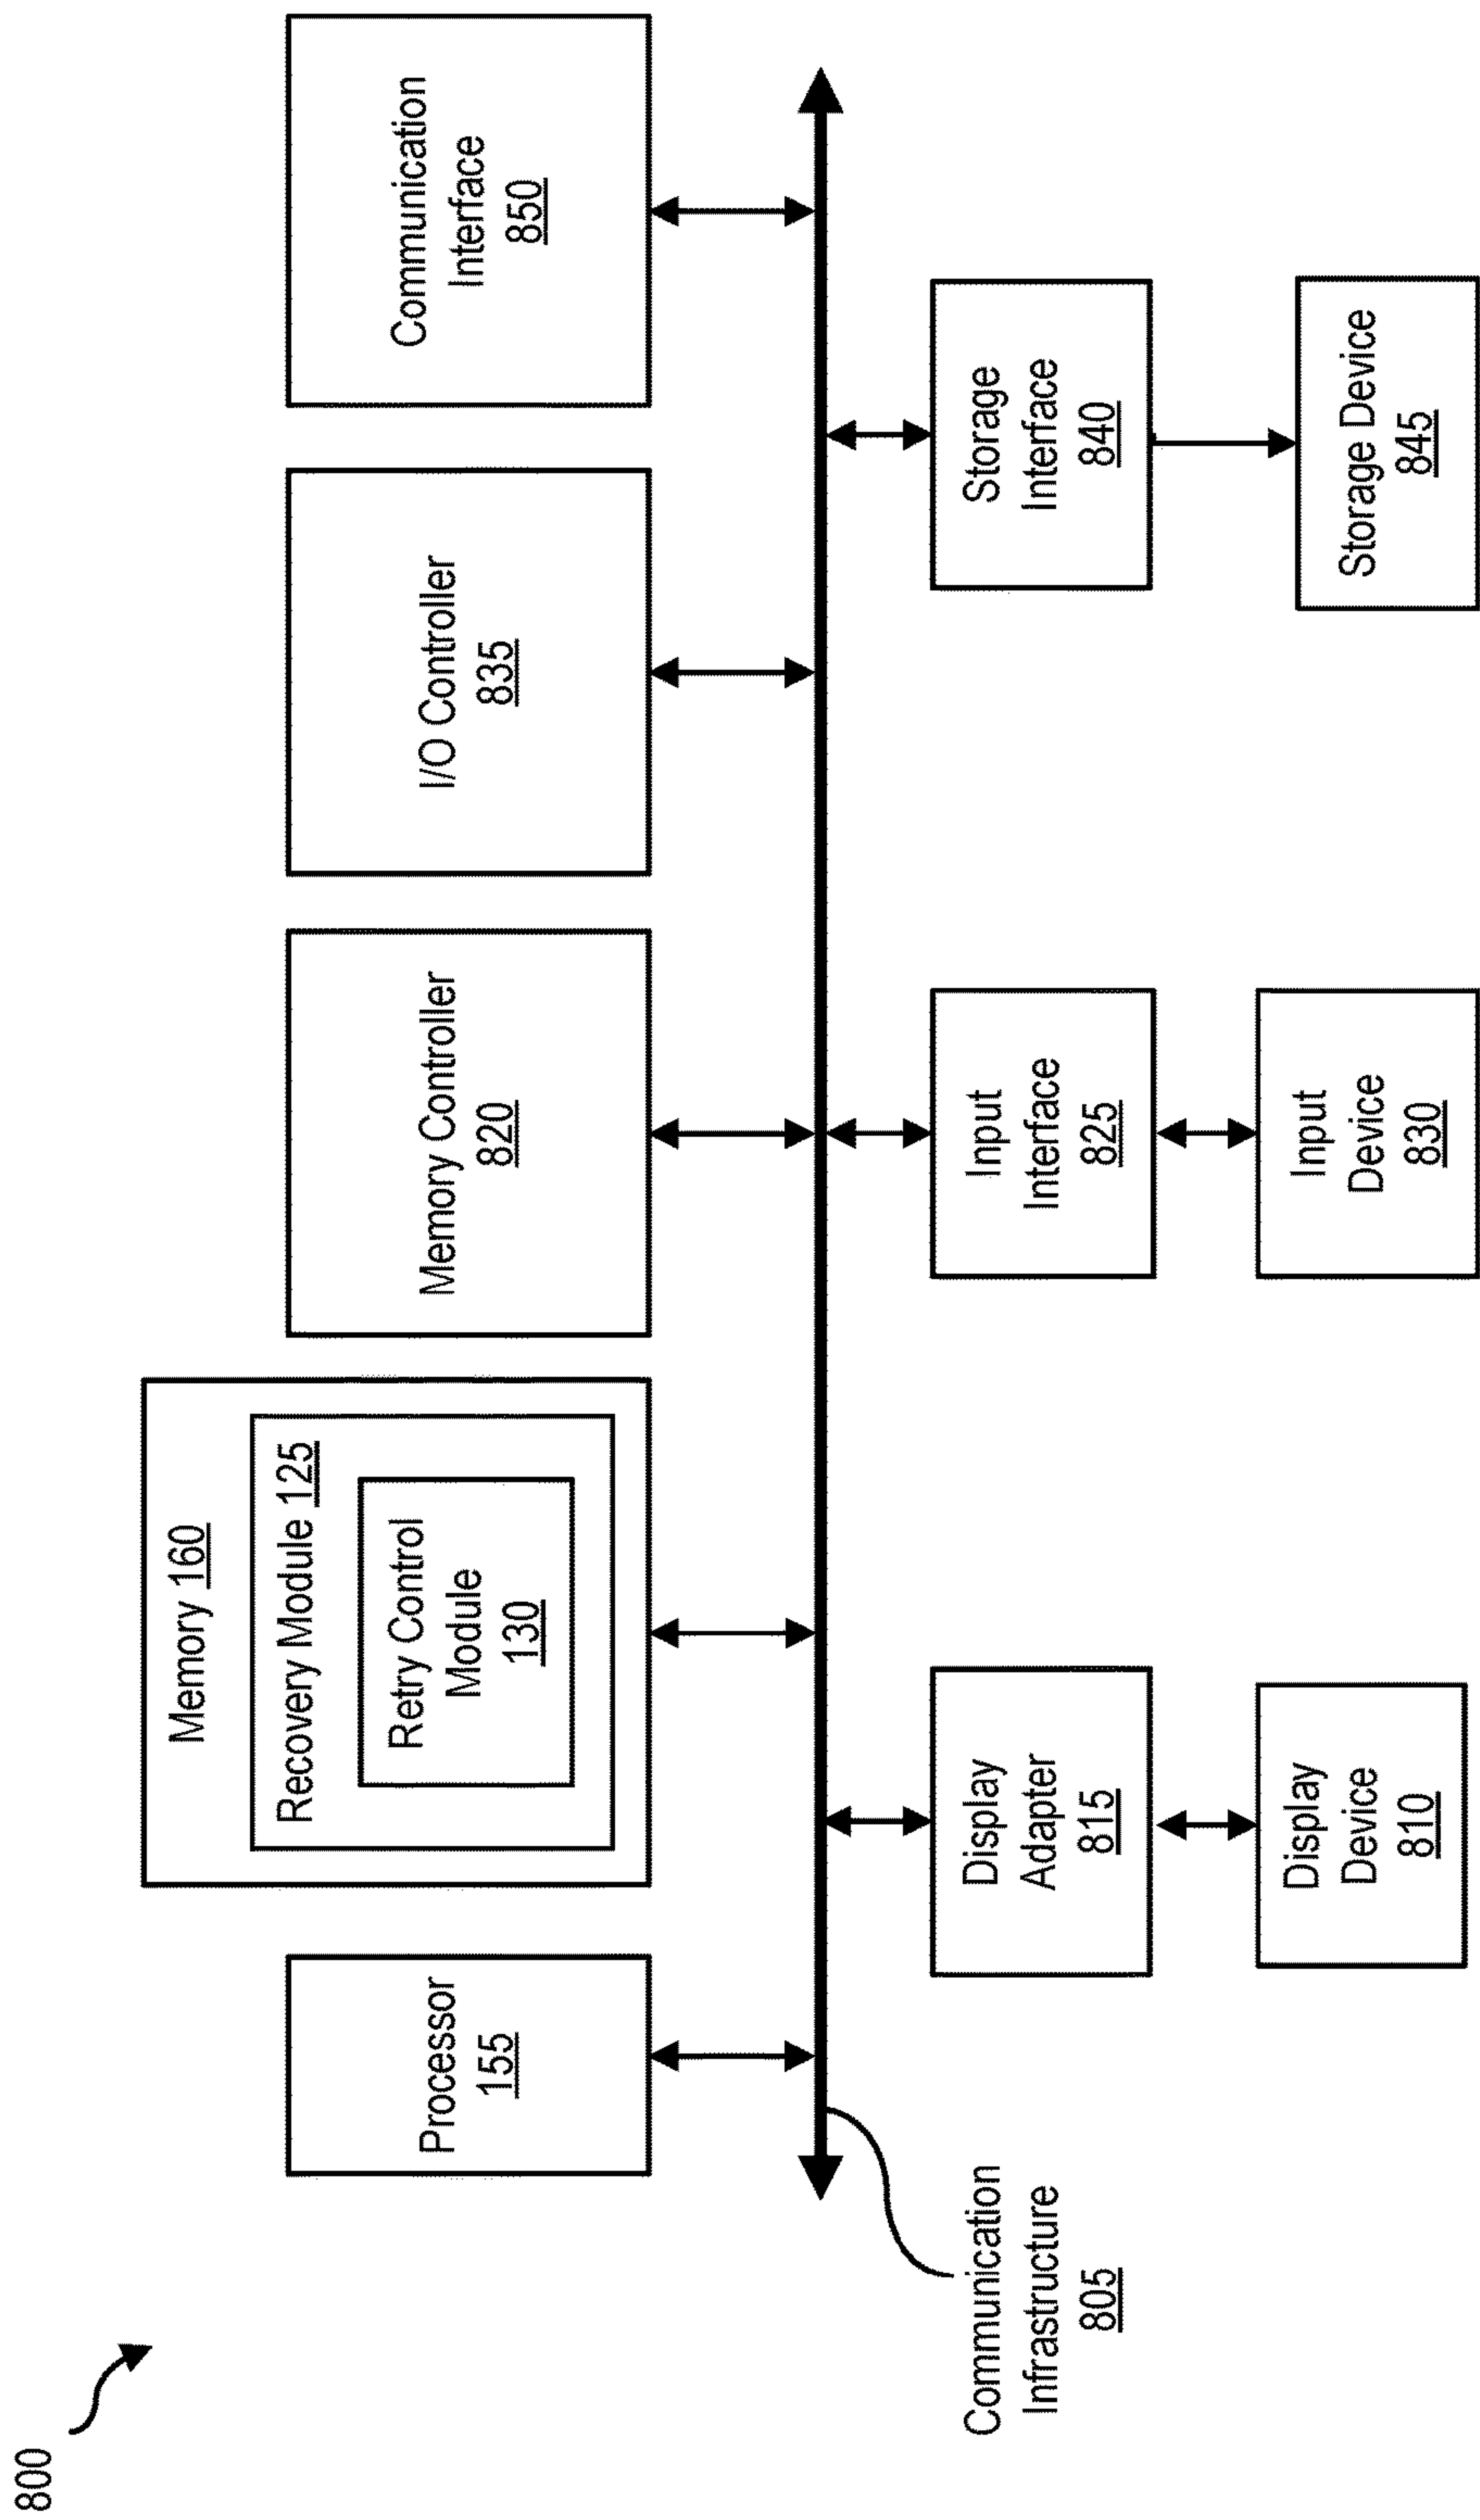 800
Processor
155
Memory 160
Recovery Module 125
Retry Control
Module
130
Memory Controller
820
I/O Controller
835
Communication
Interface
850
Communication
Infrastructure
805
Display
Adapter
815
Input
Interface
825
Storage
Interface
840
Display
Device
810
Input
Device
830
Storage Device
845